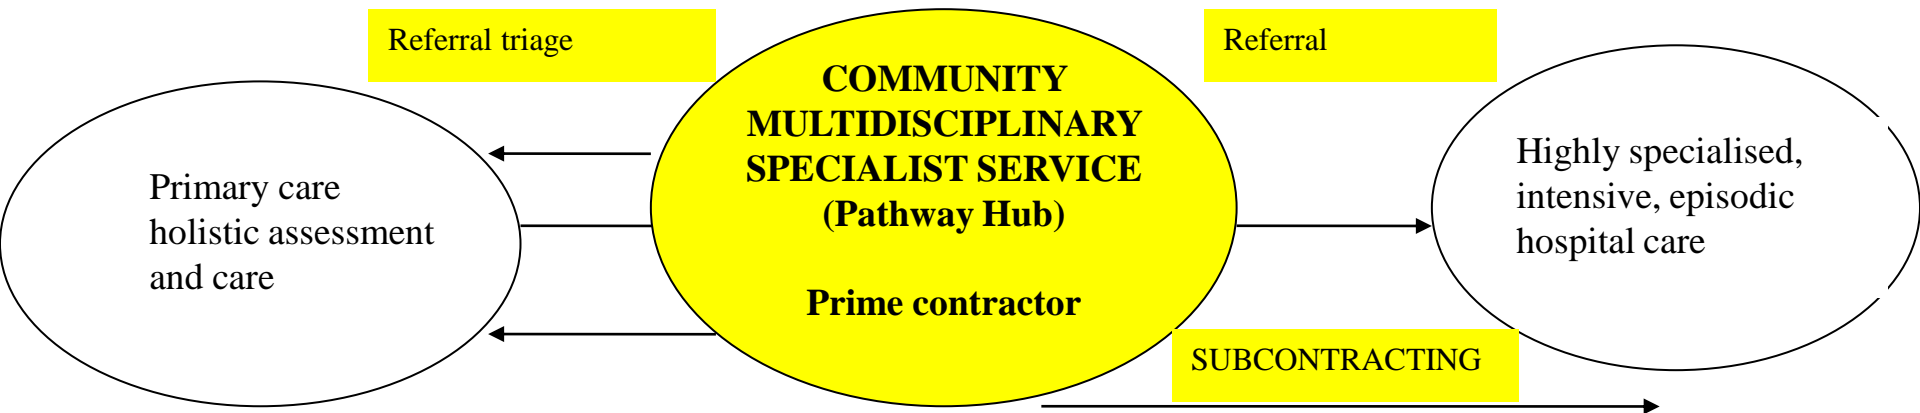 Referral triage
Referral
COMMUNITY
MULTIDISCIPLINARY
SPECIALIST SERVICE
(Pathway Hub)
Prime contractor
Primary care
holistic assessment
and care
Highly specialised,
intensive, episodic
hospital care
SUBCONTRACTING